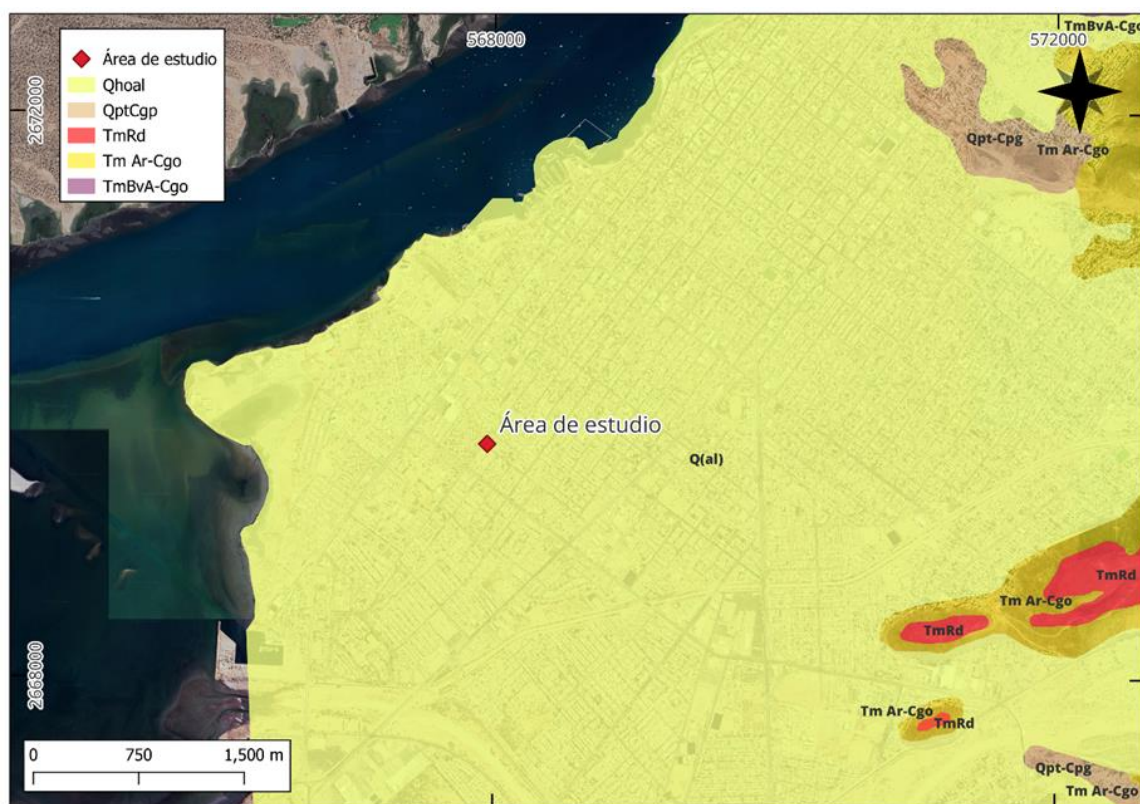 568000
572000
2672000
2668000
Área de estudio
Qhoal
QptCgp
TmRd
Tm Ar-Cgo
TmBvA-Cgo
TmBvA-Cgo
Qpt-Cpg
Tm Ar-Cgo
Área de estudio
Q(al)
TmRd
Tm Ar-Cgo
TmRd
Tm Ar-Cgo
TmRd
Qpt-Cpg
Tm Ar-Cgo
0 750 1,500 m